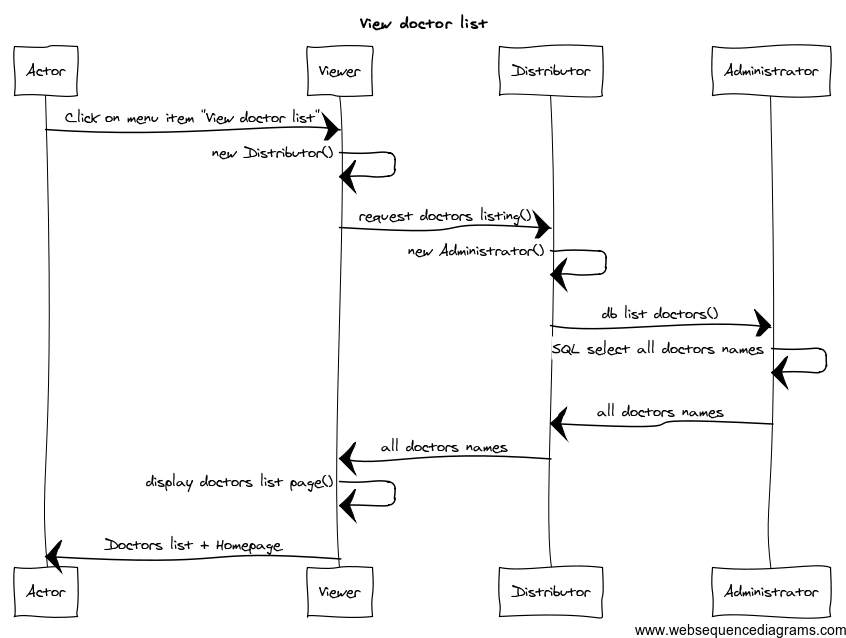 View doctor list
Actor
Viewer
Distributor
Administrator
Click on menu item "View doctor list"
new Distributor()
request doctors listing()
new Administrator()
db list doctors()
SQL select all doctors names
all doctors names
all doctors names
display doctors list page()
Doctors list + Homepage
Actor
Viewer
Distributor
Administrator
www.websequencediagrams.com